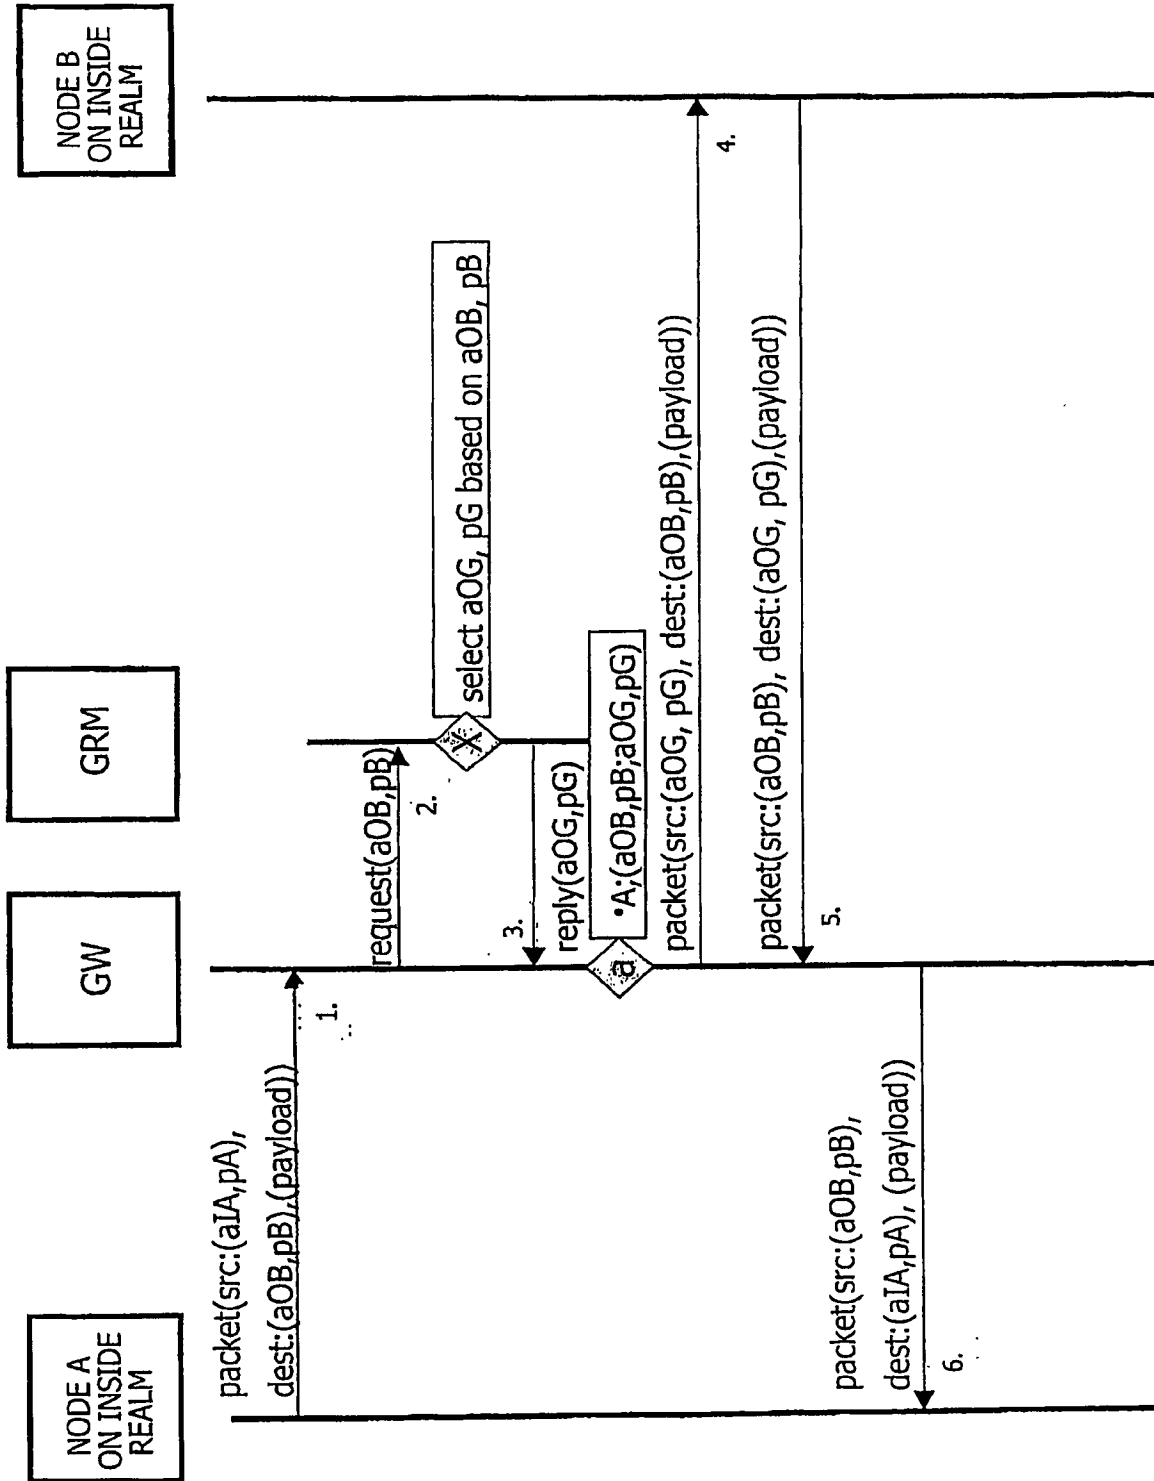 NODE A
ON INSIDE
REALM
GW
GRM
NODE B
ON INSIDE
REALM
packet(src:(aIA,pA),
dest:(aOB,pB),(payload))
1.
request(aOB,pB)
2.
X
select aOG, pG based on aOB, pB
3.
reply(aOG,pG)
a
•A;(aOB,pB;aOG,pG)
packet(src:(aOG, pG), dest:(aOB,pB),(payload))
4.
packet(src:(aOB,pB), dest:(aOG, pG),(payload))
5.
packet(src:(aOB,pB),
dest:(aIA,pA), (payload))
6.